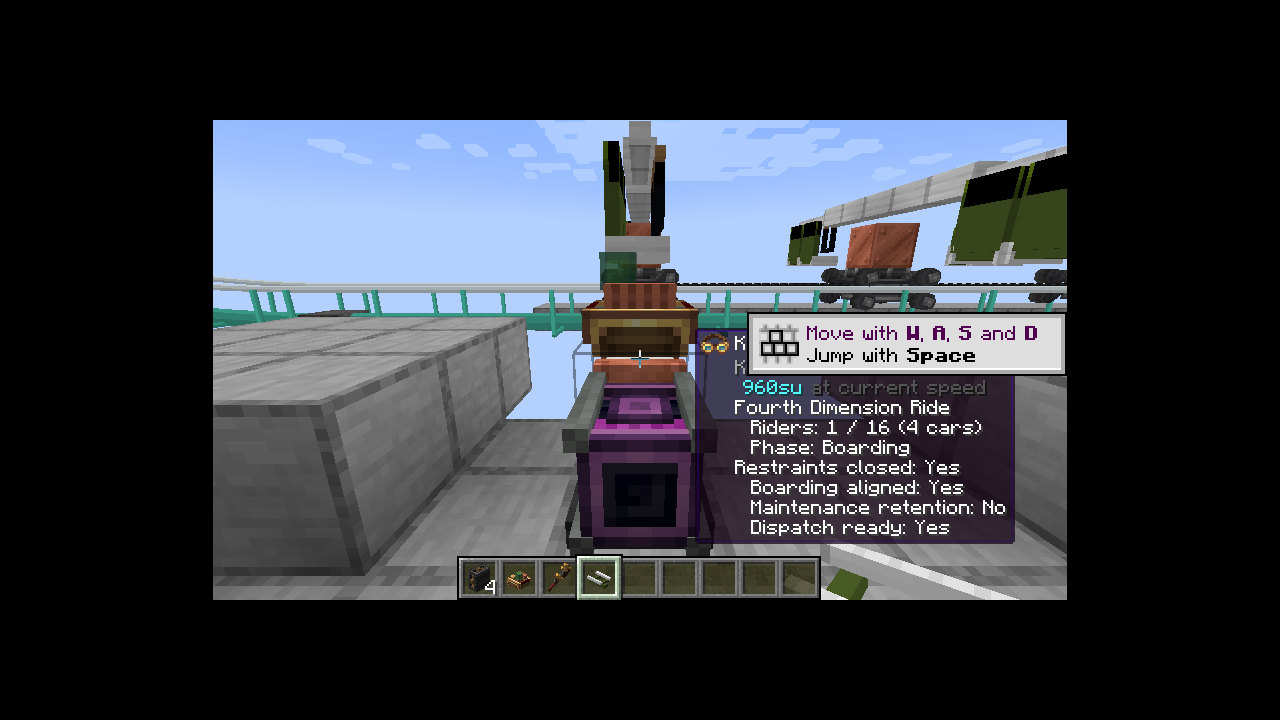 Move with W, A, S and D
Jump with Space
K
K
960su at current speed
Fourth Dimension Ride
Riders: 1 / 16 (4 cars)
Phase: Boarding
Restraints closed: Yes
Boarding aligned: Yes
Maintenance retention: No
Dispatch ready: Yes
4